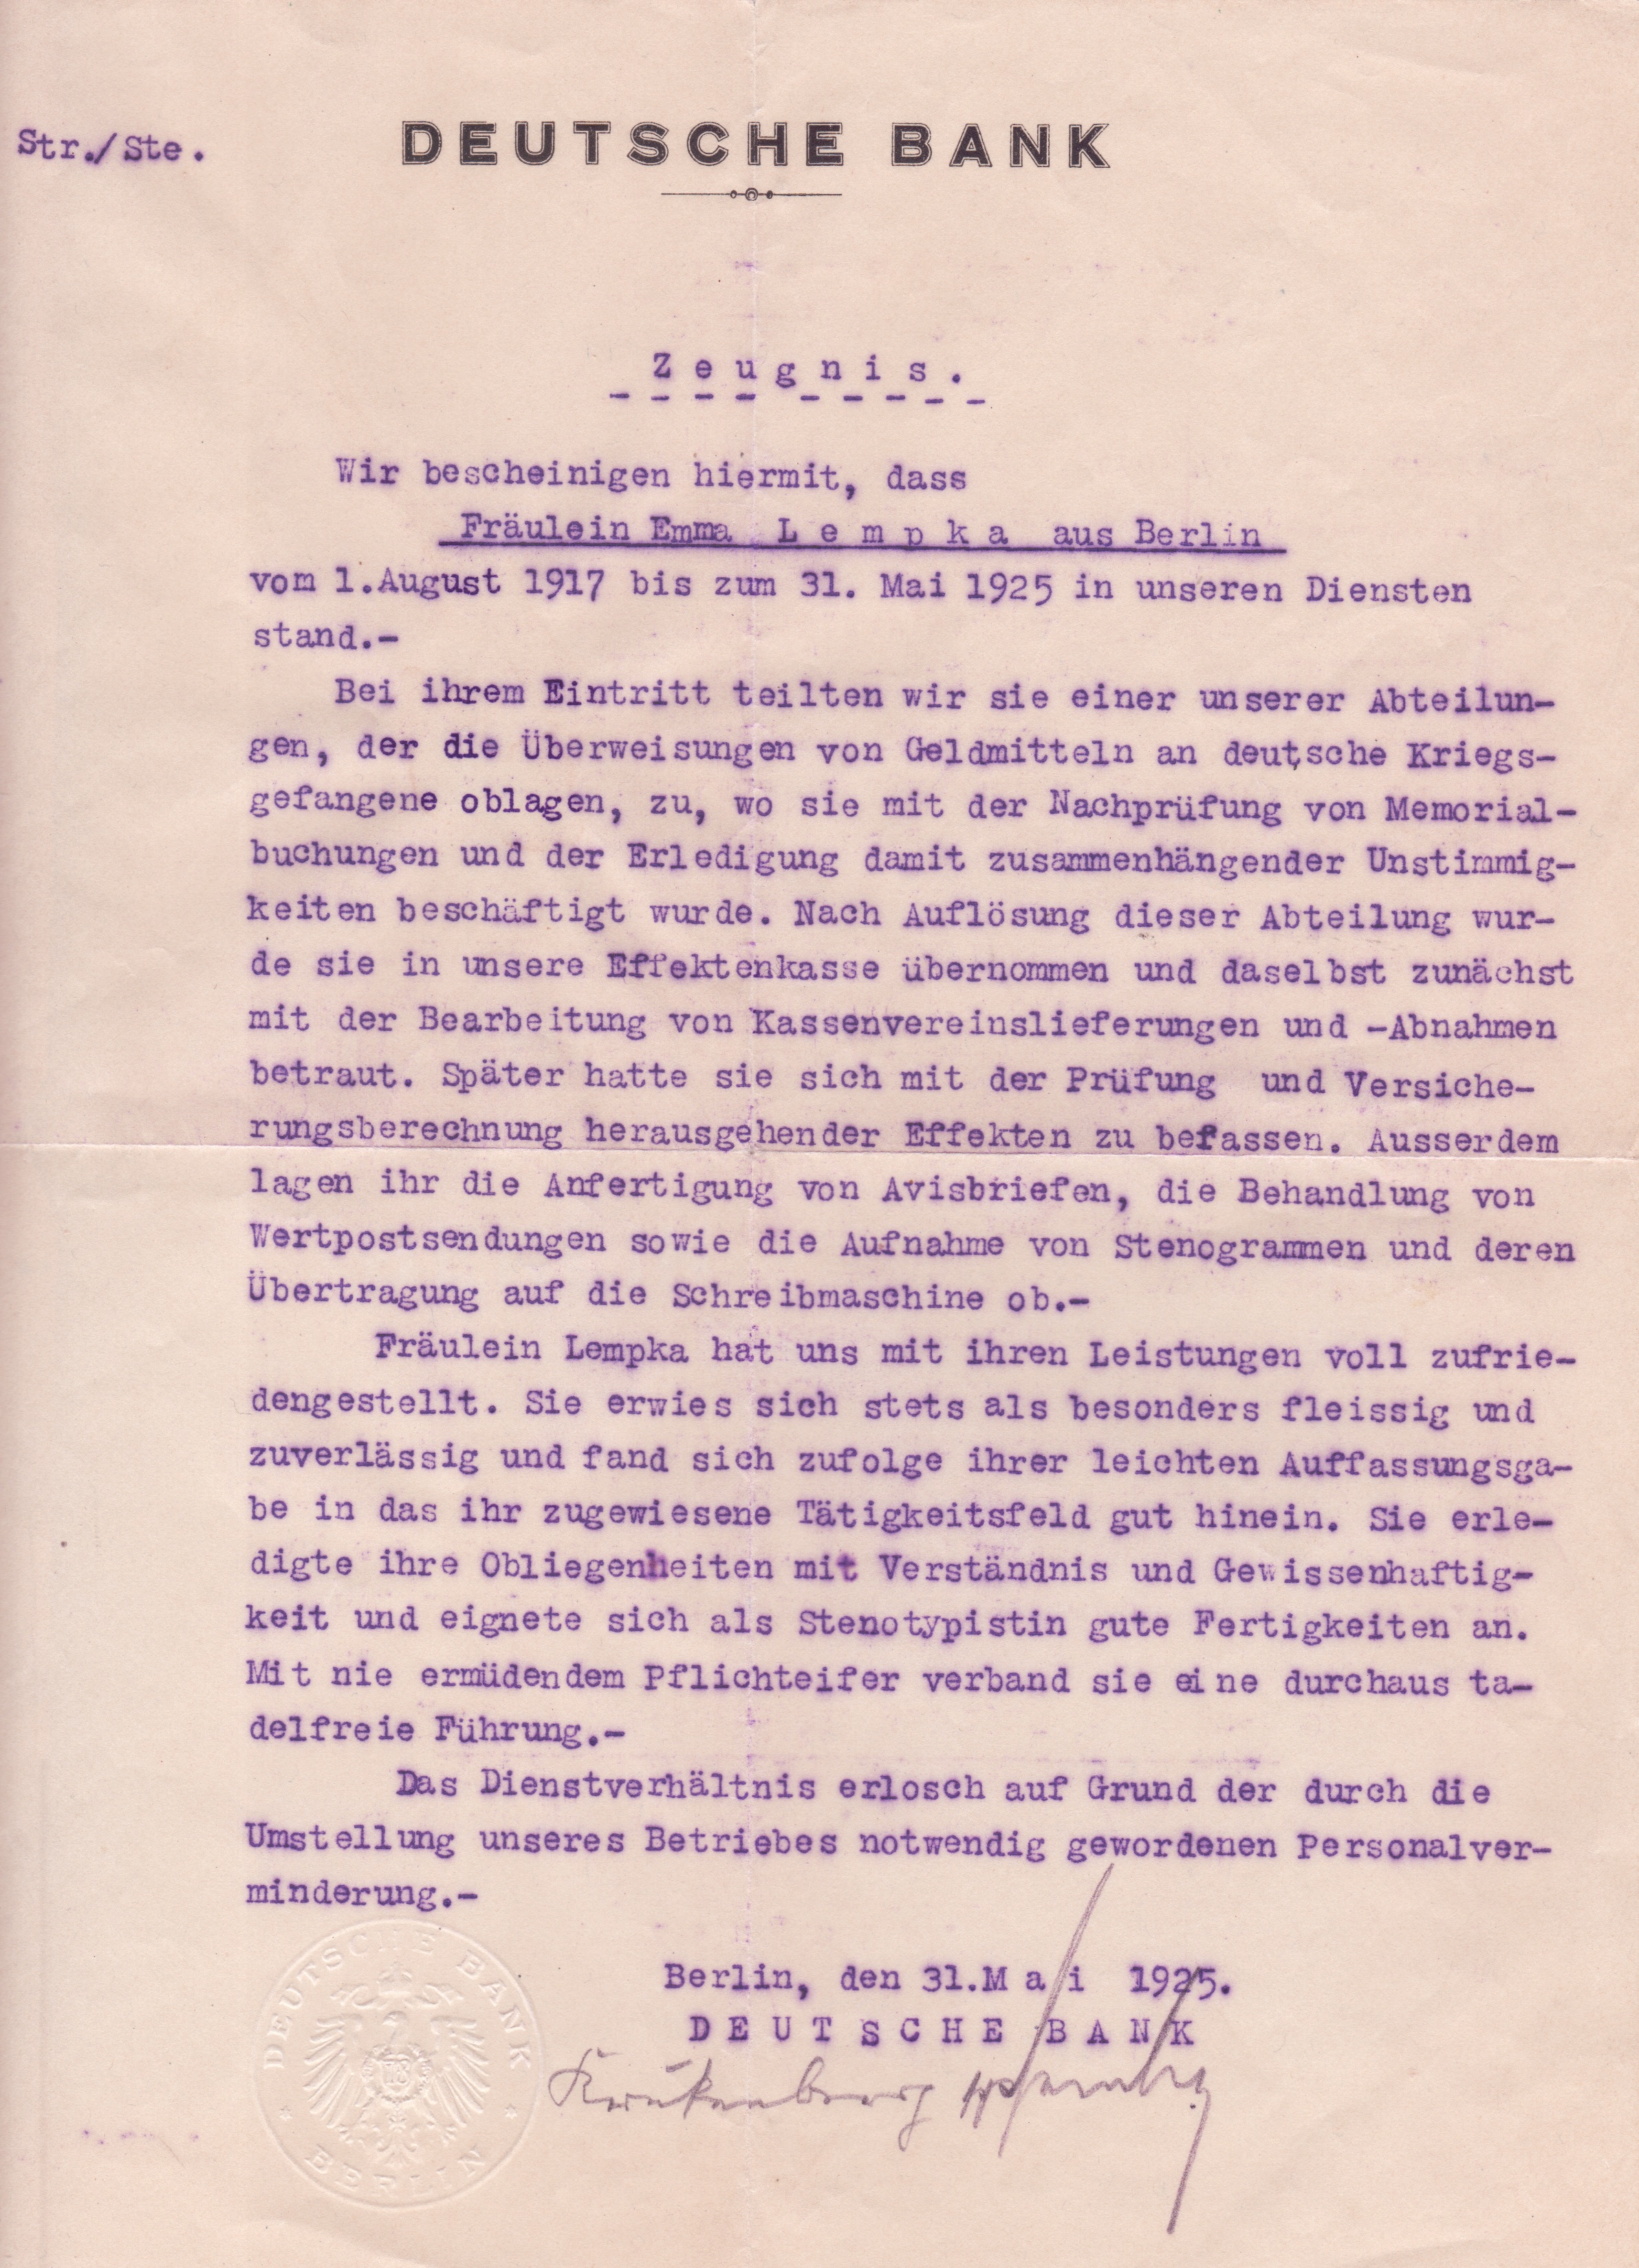 Str./Ste.
DEUTSCHE BANK
Z e u g n i s .
- - - - - - - - -
Wir bescheinigen hiermit, dass
Fräulein Emma L e m p k a aus Berlin
vom 1.August 1917 bis zum 31. Mai 1925 in unseren Diensten
stand.-
Bei ihrem Eintritt teilten wir sie einer unserer Abteilun-
gen, der die Überweisungen von Geldmitteln an deutsche Kriegs-
gefangene oblagen, zu, wo sie mit der Nachprüfung von Memorial-
buchungen und der Erledigung damit zusammenhängender Unstimmig-
keiten beschäftigt wurde. Nach Auflösung dieser Abteilung wur-
de sie in unsere Effektenkasse übernommen und daselbst zunächst
mit der Bearbeitung von Kassenvereinslieferungen und -Abnahmen
betraut. Später hatte sie sich mit der Prüfung und Versiche-
rungsberechnung herausgehender Effekten zu befassen. Ausserdem
lagen ihr die Anfertigung von Avisbriefen, die Behandlung von
Wertpostsendungen sowie die Aufnahme von Stenogrammen und deren
Übertragung auf die Schreibmaschine ob.-
Fräulein Lempka hat uns mit ihren Leistungen voll zufrie-
dengestellt. Sie erwies sich stets als besonders fleissig und
zuverlässig und fand sich zufolge ihrer leichten Auffassungsga-
be in das ihr zugewiesene Tätigkeitsfeld gut hinein. Sie erle-
digte ihre Obliegenheiten mit Verständnis und Gewissenhaftig-
keit und eignete sich als Stenotypistin gute Fertigkeiten an.
Mit nie ermüdendem Pflichteifer verband sie eine durchaus ta-
delfreie Führung.-
Das Dienstverhältnis erlosch auf Grund der durch die
Umstellung unseres Betriebes notwendig gewordenen Personalver-
minderung.-
Berlin, den 31.M a i 1925.
D E U T S C H E B A N K
DEUTSCHE BANK
BERLIN